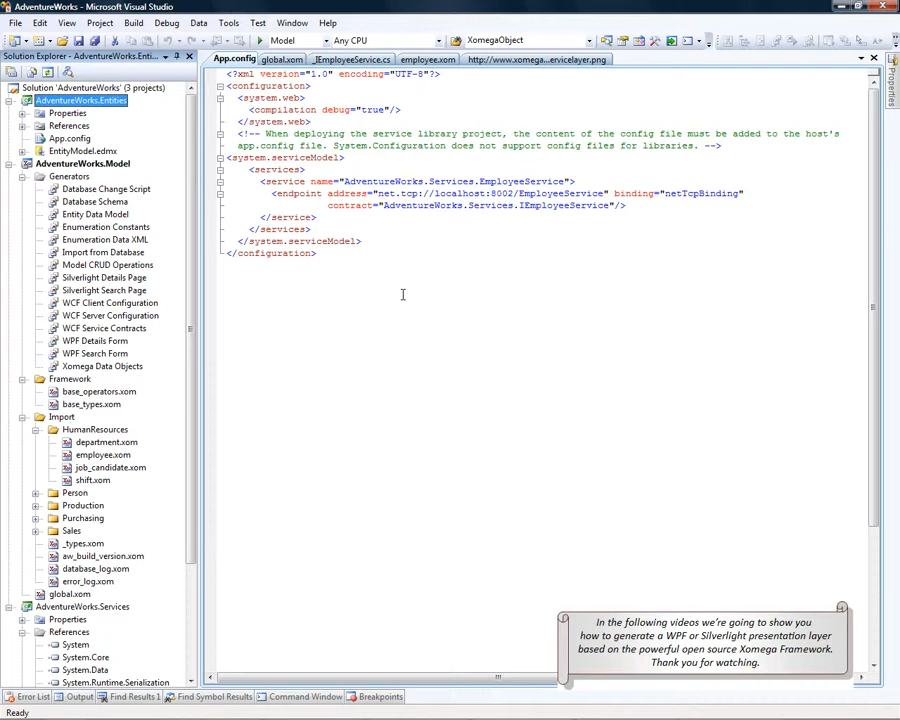 AdventureWorks - Microsoft Visual Studio
File Edit View Project Build Debug Data Tools Test Window Help
Model Any CPU XomegaObject
Solution Explorer - AdventureWorks.Enti...
App.config global.xom _IEmployeeService.cs employee.xom http://www.xomega...ervicelayer.png
Properties
Solution 'AdventureWorks' (3 projects)
AdventureWorks.Entities
Properties
References
App.config
EntityModel.edmx
AdventureWorks.Model
Generators
Database Change Script
Database Schema
Entity Data Model
Enumeration Constants
Enumeration Data XML
Import from Database
Model CRUD Operations
Silverlight Details Page
Silverlight Search Page
WCF Client Configuration
WCF Server Configuration
WCF Service Contracts
WPF Details Form
WPF Search Form
Xomega Data Objects
Framework
base_operators.xom
base_types.xom
Import
HumanResources
department.xom
employee.xom
job_candidate.xom
shift.xom
Person
Production
Purchasing
Sales
_types.xom
aw_build_version.xom
database_log.xom
error_log.xom
global.xom
AdventureWorks.Services
Properties
References
System
System.Core
System.Data
System.Runtime.Serialization
<?xml version="1.0" encoding="UTF-8"?>
<configuration>
<system.web>
<compilation debug="true"/>
</system.web>
<!-- When deploying the service library project, the content of the config file must be added to the host's
app.config file. System.Configuration does not support config files for libraries. -->
<system.serviceModel>
<services>
<service name="AdventureWorks.Services.EmployeeService">
<endpoint address="net.tcp://localhost:8002/EmployeeService" binding="netTcpBinding"
contract="AdventureWorks.Services.IEmployeeService"/>
</service>
</services>
</system.serviceModel>
</configuration>
In the following videos we're going to show you
how to generate a WPF or Silverlight presentation layer
based on the powerful open source Xomega Framework.
Thank you for watching.
Error List Output Find Results 1 Find Symbol Results Command Window Breakpoints
Ready